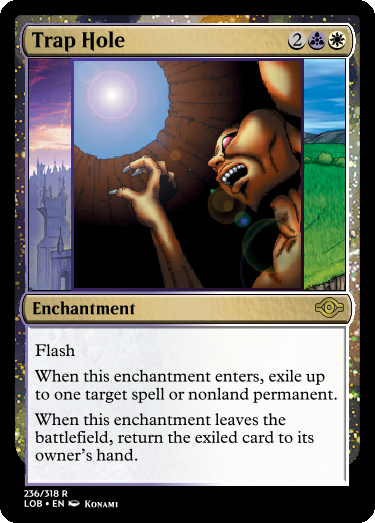 Trap Hole 2
Enchantment
Flash
When this enchantment enters, exile up
to one target spell or nonland permanent.
When this enchantment leaves the
battlefield, return the exiled card to its
owner's hand.
236/318 R
LOB • EN Konami